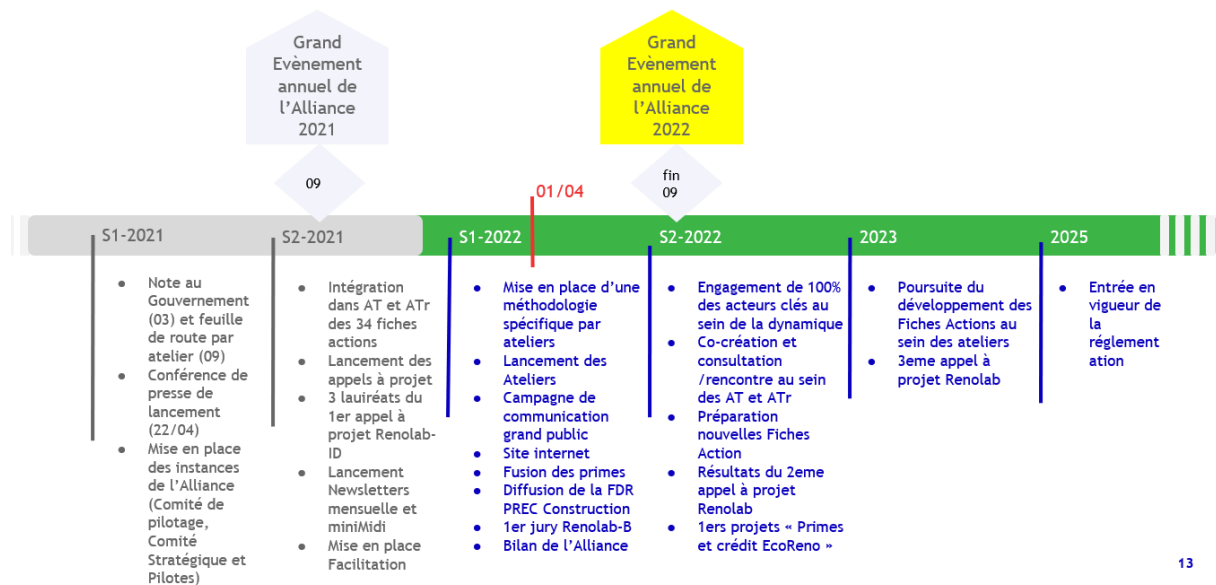 Grand
Evènement
annuel de
l'Alliance
2021
Grand
Evènement
annuel de
l'Alliance
2022
09
fin
09
01/04
S1-2021
S2-2021
S1-2022
S2-2022
2023
2025
● Note au
Gouvernement
(03) et feuille
de route par
atelier (09)
● Conférence de
presse de
lancement
(22/04)
● Mise en place
des instances
de l'Alliance
(Comité de
pilotage,
Comité
Stratégique et
Pilotes)
● Intégration
dans AT et ATr
des 34 fiches
actions
● Lancement des
appels à projet
● 3 lauiréats du
1er appel à
projet Renolab-
ID
● Lancement
Newsletters
mensuelle et
miniMidi
● Mise en place
Facilitation
● Mise en place d'une
méthodologie
spécifique par
ateliers
● Lancement des
Ateliers
● Campagne de
communication
grand public
● Site internet
● Fusion des primes
● Diffusion de la FDR
PREC Construction
● 1er jury Renolab-B
● Bilan de l'Alliance
● Engagement de 100%
des acteurs clés au
sein de la dynamique
● Co-création et
consultation
/rencontre au sein
des AT et ATr
● Préparation
nouvelles Fiches
Action
● Résultats du 2eme
appel à projet
Renolab
● 1ers projets « Primes
et crédit EcoReno »
● Poursuite du
développement des
Fiches Actions au
sein des ateliers
● 3eme appel à
projet Renolab
● Entrée en
vigueur de
la
réglement
ation
13